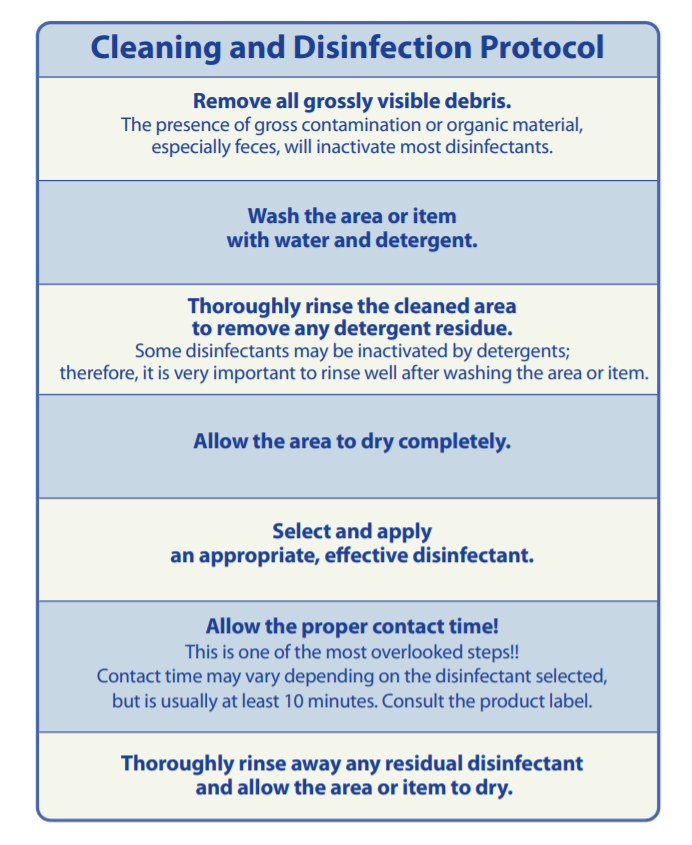 Cleaning and Disinfection Protocol
Remove all grossly visible debris.
The presence of gross contamination or organic material,
especially feces, will inactivate most disinfectants.
Wash the area or item
with water and detergent.
Thoroughly rinse the cleaned area
to remove any detergent residue.
Some disinfectants may be inactivated by detergents;
therefore, it is very important to rinse well after washing the area or item.
Allow the area to dry completely.
Select and apply
an appropriate, effective disinfectant.
Allow the proper contact time!
This is one of the most overlooked steps!!
Contact time may vary depending on the disinfectant selected,
but is usually at least 10 minutes. Consult the product label.
Thoroughly rinse away any residual disinfectant
and allow the area or item to dry.